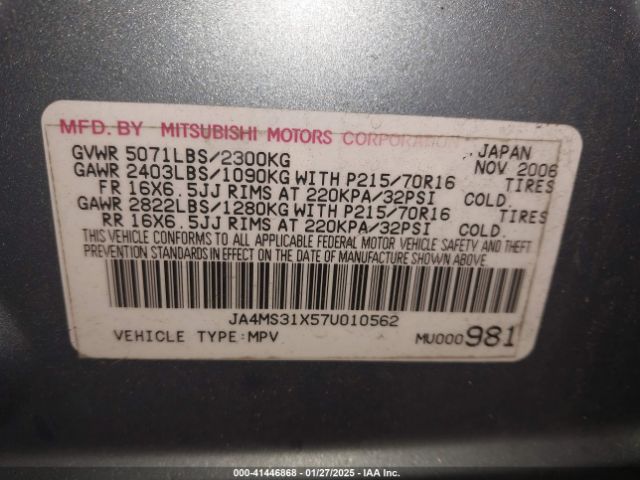 MFD. BY MITSUBISHI MOTORS CORPORATION
JAPAN
GVWR 5071LBS/2300KG NOV 2006
GAWR 2403LBS/1090KG WITH P215/70R16 TIRES
FR 16X6.5JJ RIMS AT 220KPA/32PSI COLD.
GAWR 2822LBS/1280KG WITH P215/70R16 TIRES
RR 16X6.5JJ RIMS AT 220KPA/32PSI COLD.
THIS VEHICLE CONFORMS TO ALL APPLICABLE FEDERAL MOTOR VEHICLE SAFETY AND THEFT
PREVENTION STANDARDS IN EFFECT ON THE DATE OF MANUFACTURE SHOWN ABOVE.
JA4MS31X57U010562
VEHICLE TYPE:MPV MU000981
000-41446868 - 01/27/2025 - IAA Inc.